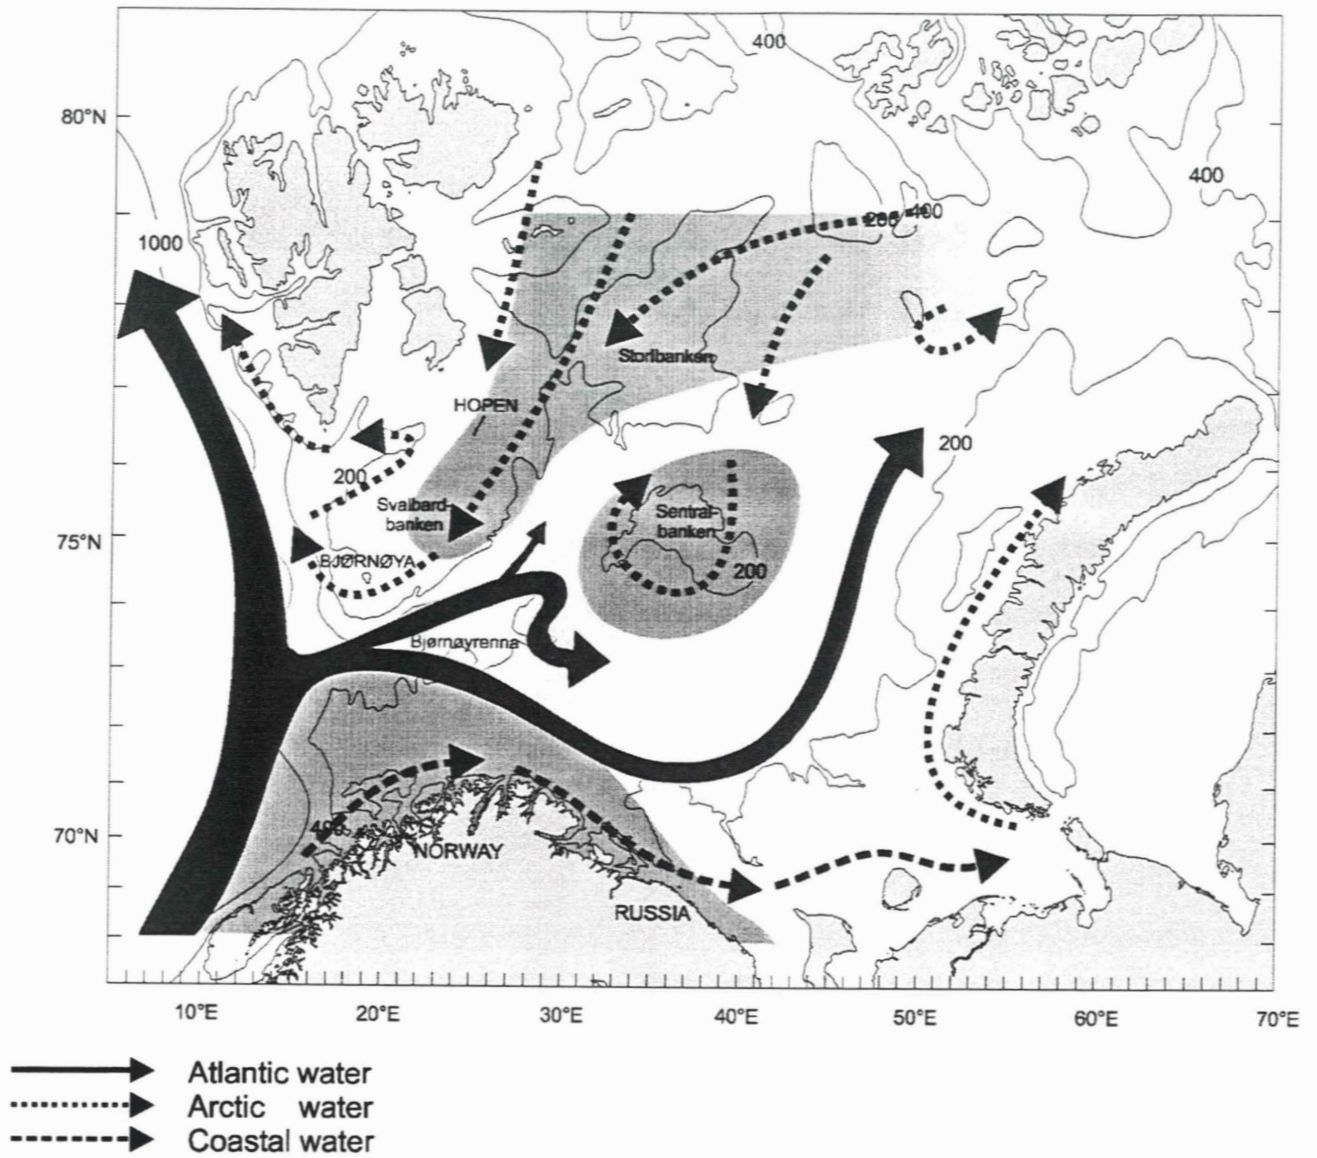 400
80°N
400
1000
200
400
Storlbanken
HOPEN
200
200
Svalbard-
banken
Sentral-
banken
75°N
BJØRNØYA
200
Bjørnøyrenna
400
70°N
NORWAY
RUSSIA
10°E
20°E
30°E
40°E
50°E
60°E
70°E
Atlantic water
Arctic water
Coastal water